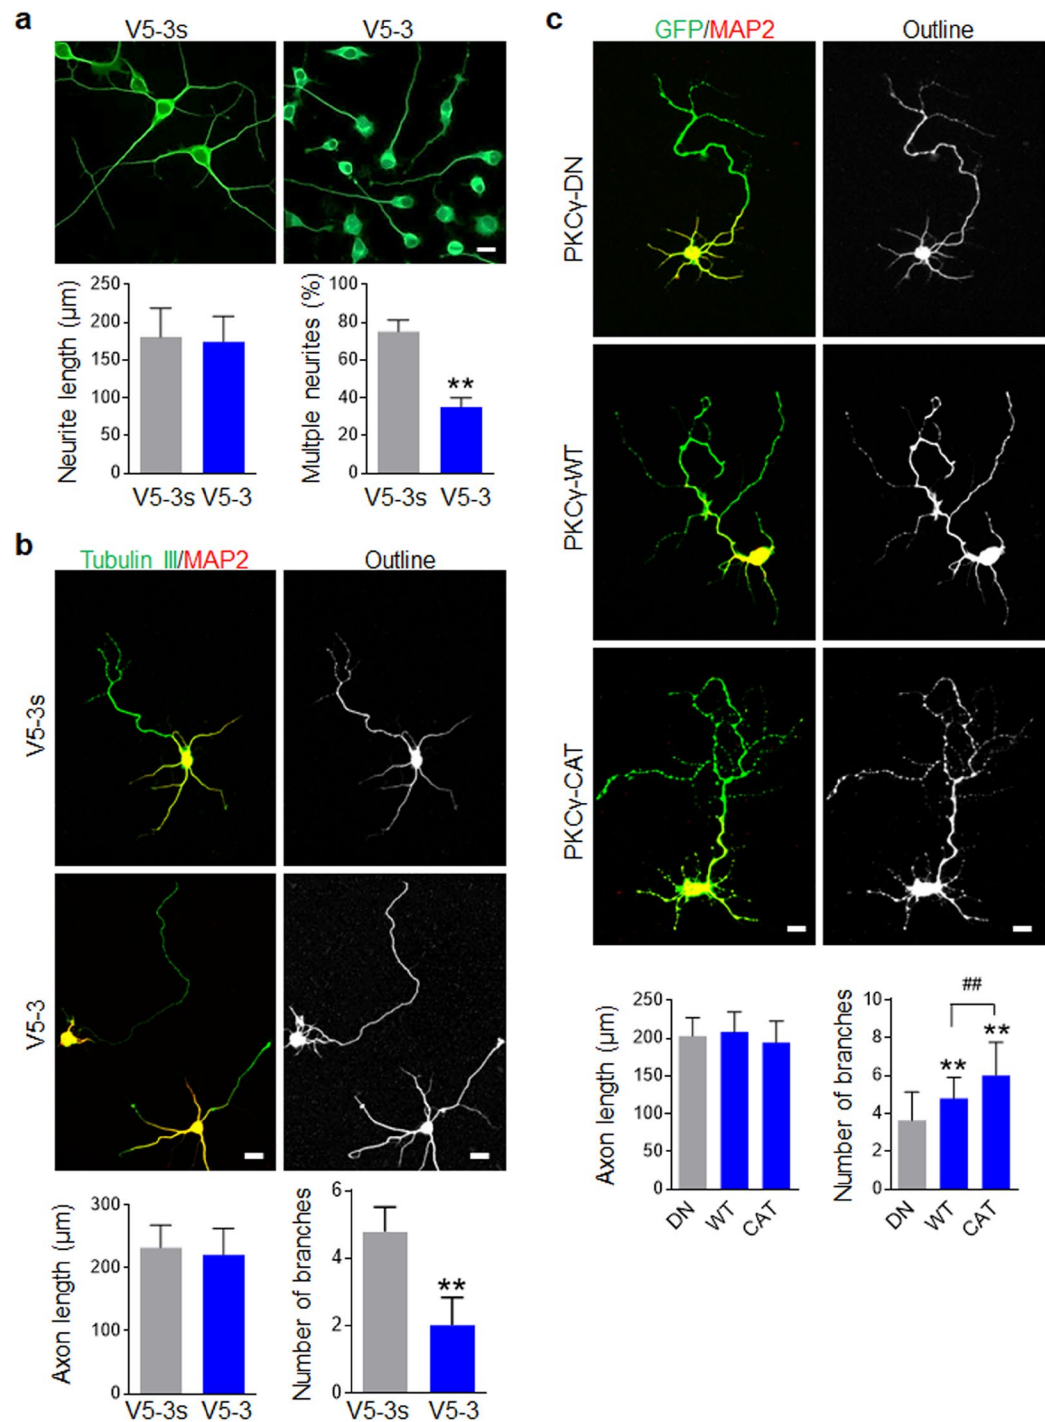 a
V5-3s V5-3
Neurite length (µm)
250
200
150
100
50
0
V5-3s V5-3
Multple neurites (%)
100
80
60
40
20
0
**
V5-3s V5-3
b
Tubulin III/MAP2 Outline
V5-3s
V5-3
Axon length (µm)
300
200
100
0
V5-3s V5-3
Number of branches
6
4
2
0
**
V5-3s V5-3
c
GFP/MAP2 Outline
PKCγ-DN
PKCγ-WT
PKCγ-CAT
Axon length (µm)
250
200
150
100
50
0
DN WT CAT
Number of branches
10
8
6
4
2
0
##
**
**
DN WT CAT